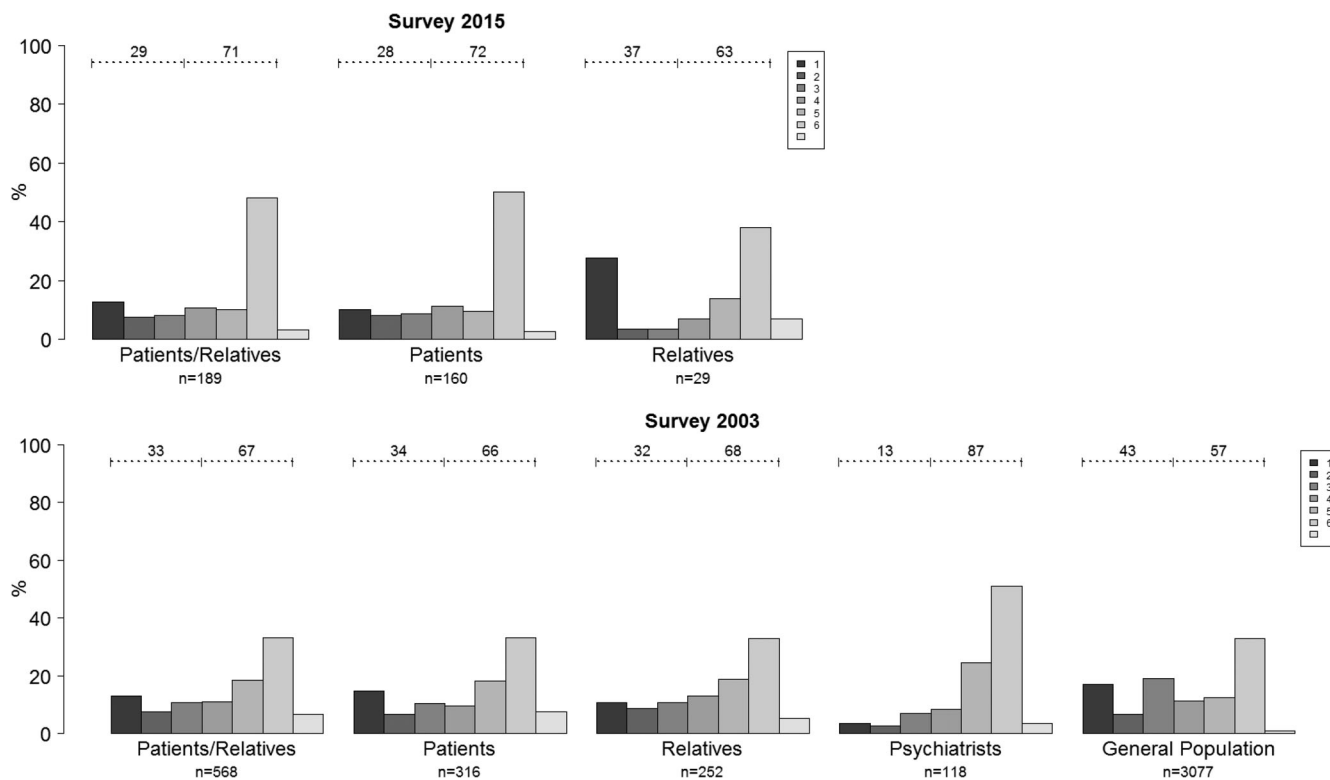 Survey 2015
100
80
60
40
20
0
%
29 71
28 72
37 63
1
2
3
4
5
6
Patients/Relatives
n=189
Patients
n=160
Relatives
n=29
Survey 2003
100
80
60
40
20
0
%
33 67
34 66
32 68
13 87
43 57
Patients/Relatives
n=568
Patients
n=316
Relatives
n=252
Psychiatrists
n=118
General Population
n=3077